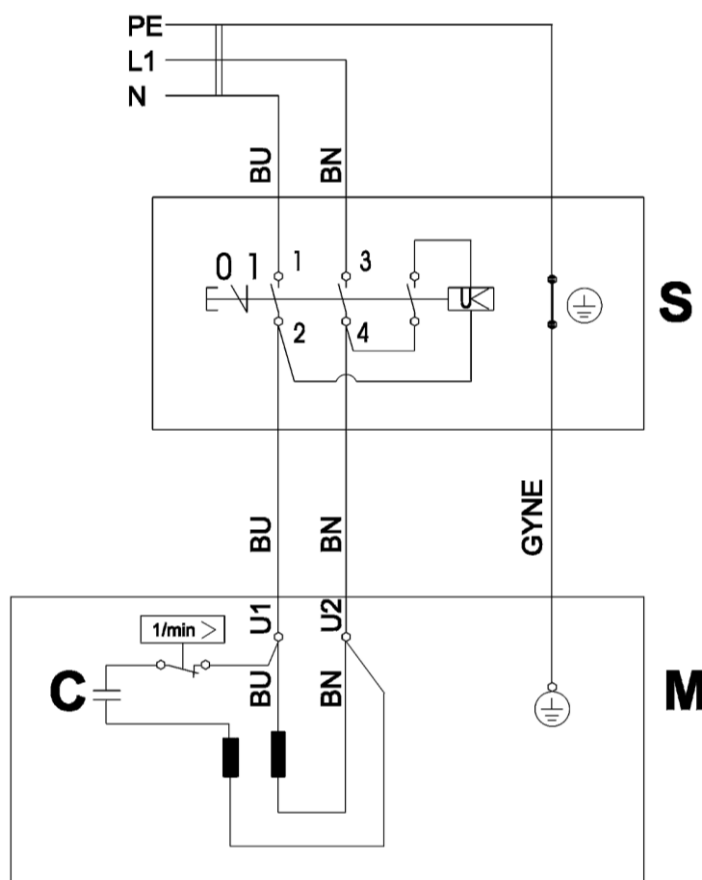 PE
L1
N
BU BN
0 1 1 3
U<
S
2 4
BU BN GYNE
1/min > U1 U2
C BU BN M